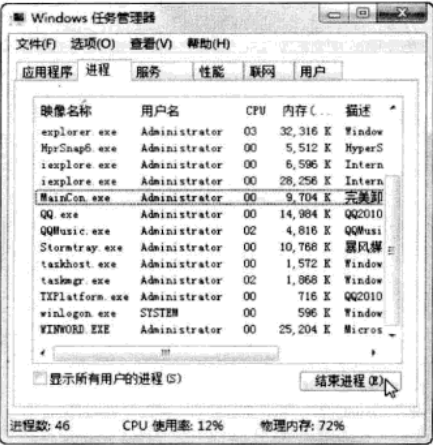 Windows 任务管理器
文件(F) 选项(O) 查看(V) 帮助(H)
应用程序 进程 服务 性能 联网 用户
映像名称 用户名 CPU 内存(... 描述
explorer.exe Administrator 03 32,316 K Window
HprSnap6.exe Administrator 00 5,512 K HyperS
iexplore.exe Administrator 00 6,596 K Intern
iexplore.exe Administrator 00 28,256 K Intern
MainCon.exe Administrator 00 9,704 K 完美卸
QQ.exe Administrator 00 14,984 K QQ2010
QQMusic.exe Administrator 02 4,816 K QQMusi
Stormtray.exe Administrator 00 10,768 K 暴风媒
taskhost.exe Administrator 00 1,572 K Window
taskmgr.exe Administrator 02 1,868 K Window
TXPlatform.exe Administrator 00 716 K QQ2010
winlogon.exe SYSTEM 00 596 K Window
WINWORD.EXE Administrator 00 25,204 K Micros
显示所有用户的进程(S) 结束进程(E)
进程数: 46 CPU 使用率: 12% 物理内存: 72%